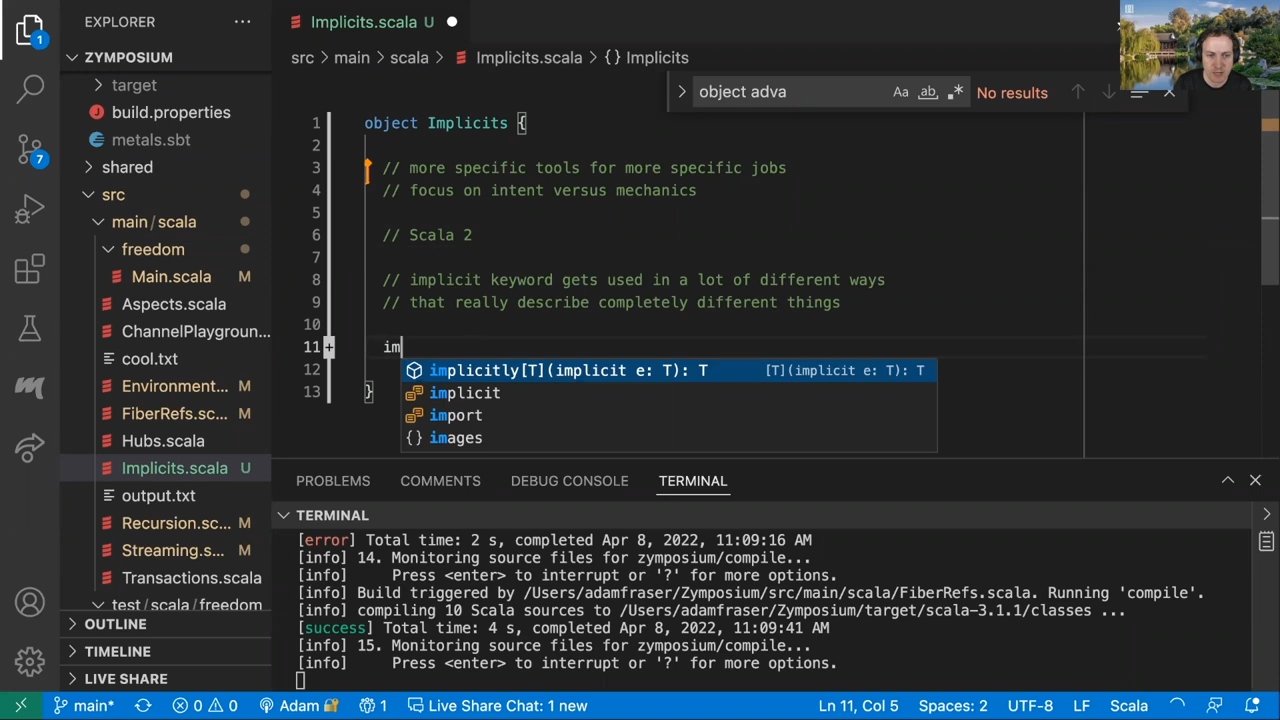 EXPLORER
Implicits.scala U
ZYMPOSIUM
src > main > scala > Implicits.scala > {} Implicits
object adva
Aa ab .*
No results
target
build.properties
metals.sbt
shared
src
main/scala
freedom
Main.scala M
Aspects.scala
ChannelPlaygroun...
cool.txt
Environment... M
FiberRefs.sc... M
Hubs.scala
Implicits.scala U
output.txt
Recursion.sc... M
Streaming.s... M
Transactions.scala
test/scala/freedom
OUTLINE
TIMELINE
LIVE SHARE
1
7
1 object Implicits {
2
3 // more specific tools for more specific jobs
4 // focus on intent versus mechanics
5
6 // Scala 2
7
8 // implicit keyword gets used in a lot of different ways
9 // that really describe completely different things
10
11 im
12
13 }
implicitly[T](implicit e: T): T [T](implicit e: T): T
implicit
import
{} images
PROBLEMS COMMENTS DEBUG CONSOLE TERMINAL
TERMINAL
[error] Total time: 2 s, completed Apr 8, 2022, 11:09:16 AM
[info] 14. Monitoring source files for zymposium/compile...
[info] Press <enter> to interrupt or '?' for more options.
[info] Build triggered by /Users/adamfraser/Zymposium/src/main/scala/FiberRefs.scala. Running 'compile'.
[info] compiling 10 Scala sources to /Users/adamfraser/Zymposium/target/scala-3.1.1/classes ...
[success] Total time: 4 s, completed Apr 8, 2022, 11:09:41 AM
[info] 15. Monitoring source files for zymposium/compile...
[info] Press <enter> to interrupt or '?' for more options.
main* 0 0 Adam 1 Live Share Chat: 1 new Ln 11, Col 5 Spaces: 2 UTF-8 LF Scala